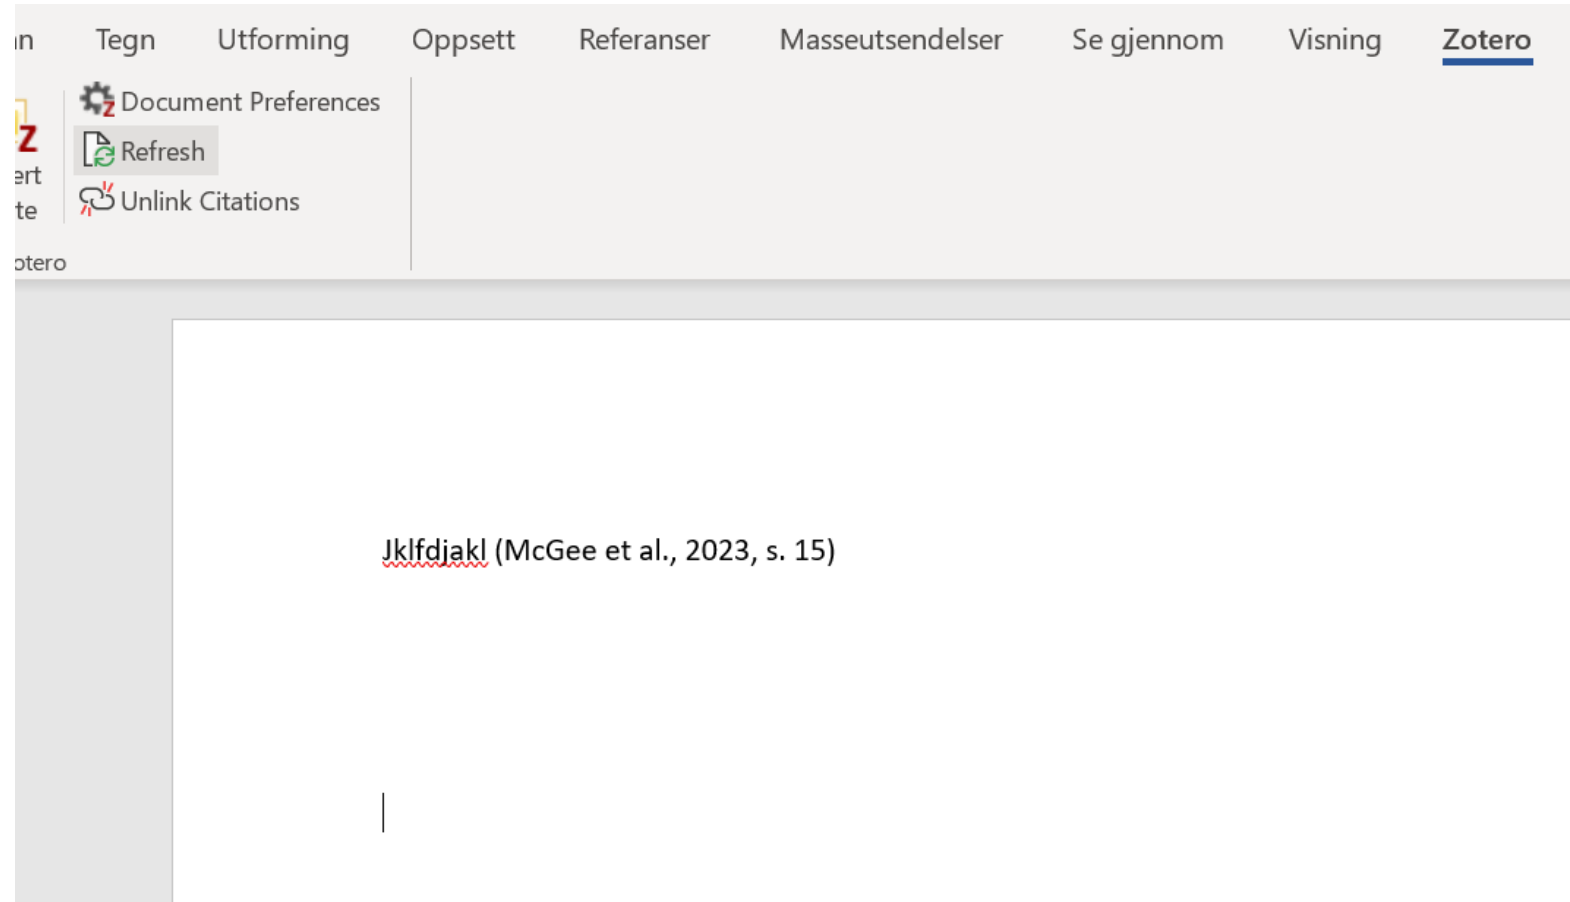 Tegn Utforming Oppsett Referanser Masseutsendelser Se gjennom Visning Zotero
Document Preferences
Refresh
Unlink Citations
Jklfdjakl (McGee et al., 2023, s. 15)